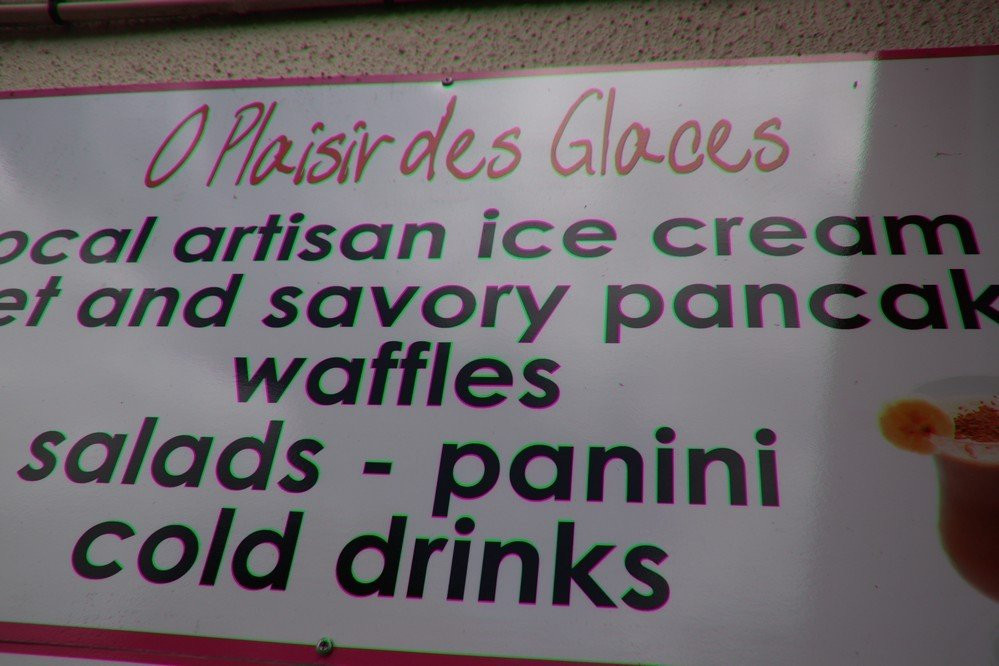 O Plaisir des Glaces
ocal artisan ice cream
et and savory pancak
waffles
salads - panini
cold drinks